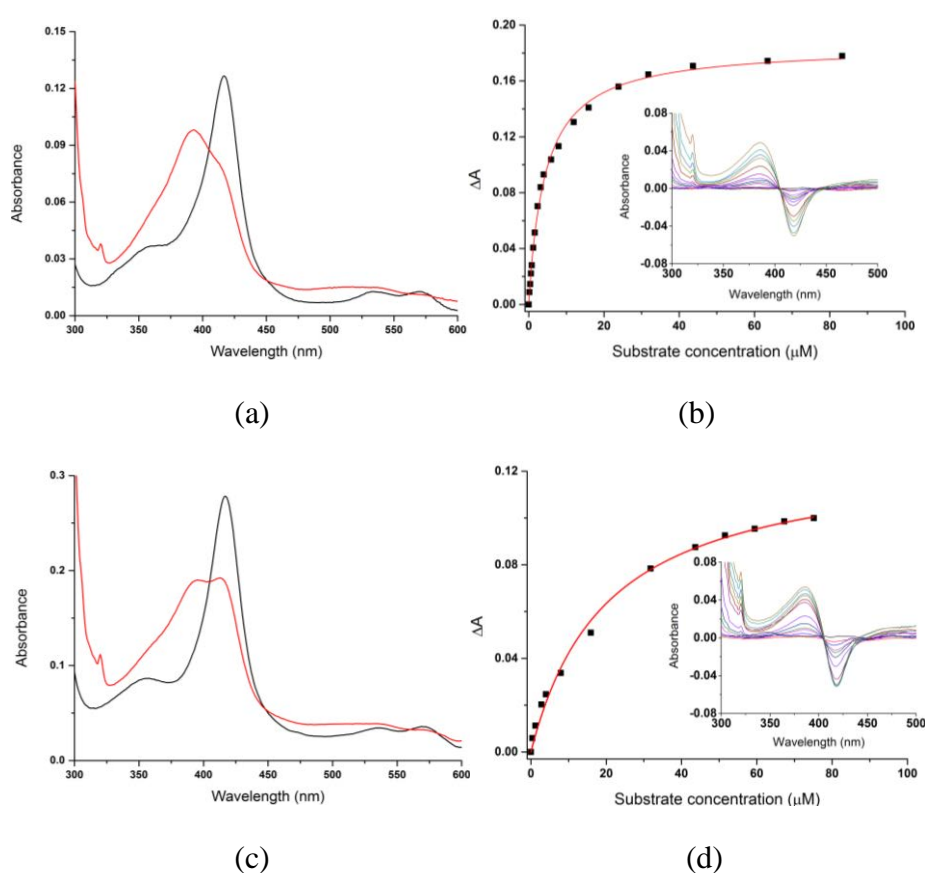 0.15
0.12
0.09
0.06
0.03
0.00
300 350 400 450 500 550 600
Absorbance
Wavelength (nm)
(a)
0.20
0.16
0.12
0.08
0.04
0.00
0 20 40 60 80 100
ΔA
Substrate concentration (μM)
0.08
0.04
0.00
-0.04
-0.08
300 350 400 450 500
Absorbance
Wavelength (nm)
(b)
0.3
0.2
0.1
0.0
300 350 400 450 500 550 600
Absorbance
Wavelength (nm)
(c)
0.12
0.08
0.04
0.00
0 20 40 60 80 100
ΔA
Substrate concentration (μM)
0.08
0.04
0.00
-0.04
-0.08
300 350 400 450 500
Absorbance
Wavelength (nm)
(d)